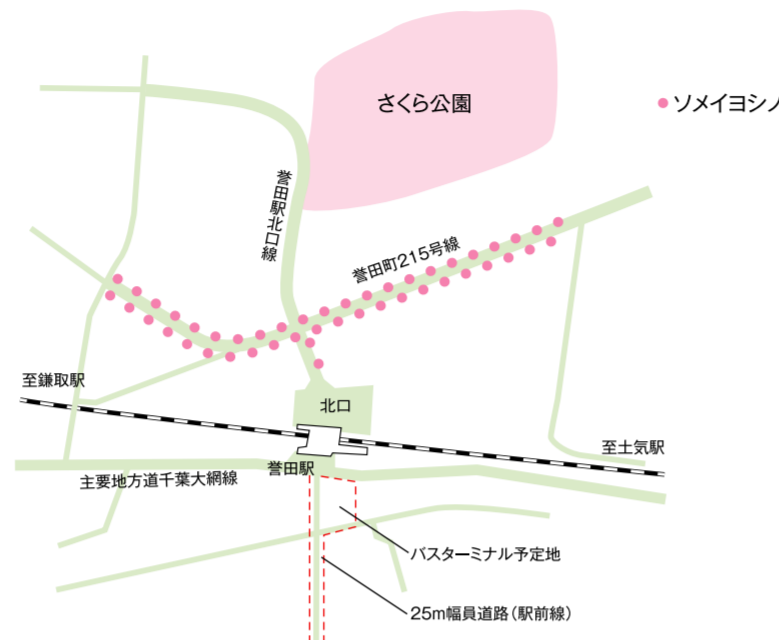 さくら公園
ソメイヨシノ
誉田駅北口線
誉田町215号線
至鎌取駅
北口
至土気駅
誉田駅
主要地方道千葉大網線
バスターミナル予定地
25m幅員道路(駅前線)